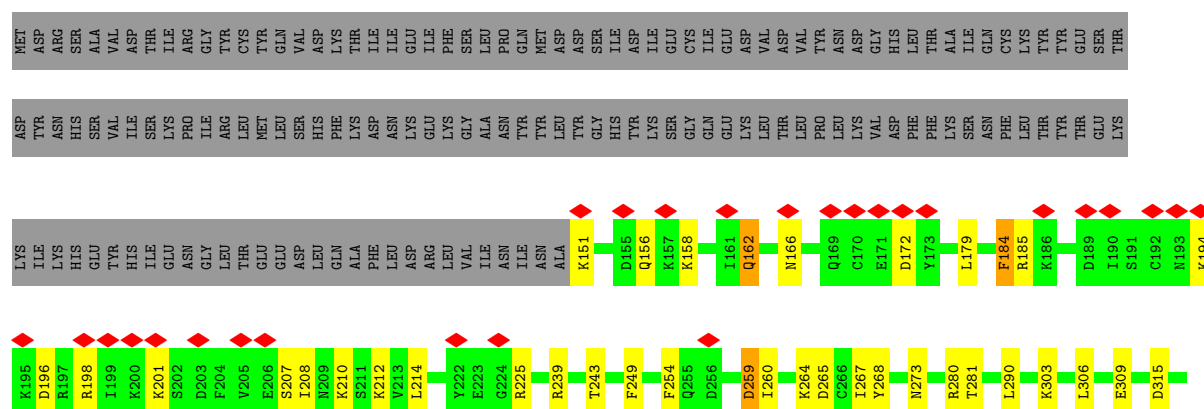 MET ASP ARG SER ALA VAL ASP THR ILE ARG GLY TYR CYS TYR GLN VAL ASP LYS THR ILE ILE GLU ILE PHE SER LEU PRO GLN MET ASP ASP SER ILE ASP ILE GLU CYS ILE GLU ASP VAL ASP VAL TYR ASN ASP GLY HIS LEU THR ALA ILE GLN CYS LYS TYR TYR GLU SER THR
ASP TYR ASN HIS SER VAL ILE SER LYS PRO ILE ARG LEU MET LEU SER HIS PHE LYS ASP ASN LYS GLU LYS GLY ALA ASN TYR TYR LEU TYR GLY HIS TYR LYS SER GLY GLN GLU LYS LEU THR LEU PRO LEU LYS VAL ASP PHE PHE LYS SER ASN PHE LEU THR TYR THR GLU LYS
LYS ILE LYS HIS GLU TYR HIS ILE GLU ASN GLY LEU THR GLU GLU ASP LEU GLN ALA PHE LEU ASP ARG LEU VAL ILE ASN ILE ASN ALA K151 D155 Q156 K157 K158 I161 Q162 N166 Q169 C170 E171 D172 Y173 L179 F184 R185 K186 D189 I190 S191 C192 N193 K194
K195 D196 R197 R198 I199 K200 K201 S202 D203 F204 V205 E206 S207 I208 N209 K210 S211 K212 V213 L214 Y222 E223 G224 R225 R239 T243 F249 F254 Q255 D256 D259 I260 K264 D265 C266 I267 Y268 N273 R280 T281 L290 K303 L306 E309 D315